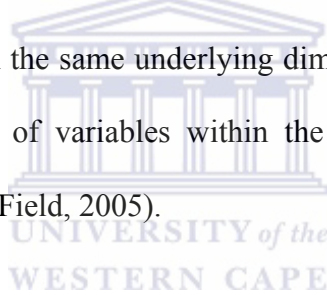 the same underlying dim
of variables within the
Field, 2005).
UNIVERSITY of the
WESTERN CAPE